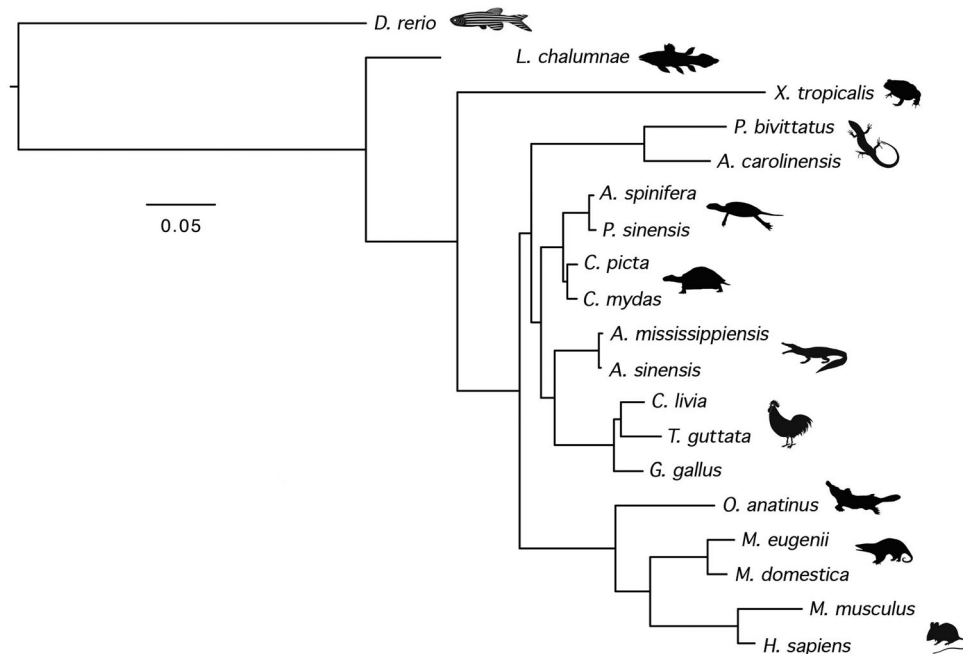 D. rerio
L. chalumnae
X. tropicalis
P. bivittatus
A. carolinensis
0.05
A. spinifera
P. sinensis
C. picta
C. mydas
A. mississippiensis
A. sinensis
C. livia
T. guttata
G. gallus
O. anatinus
M. eugenii
M. domestica
M. musculus
H. sapiens